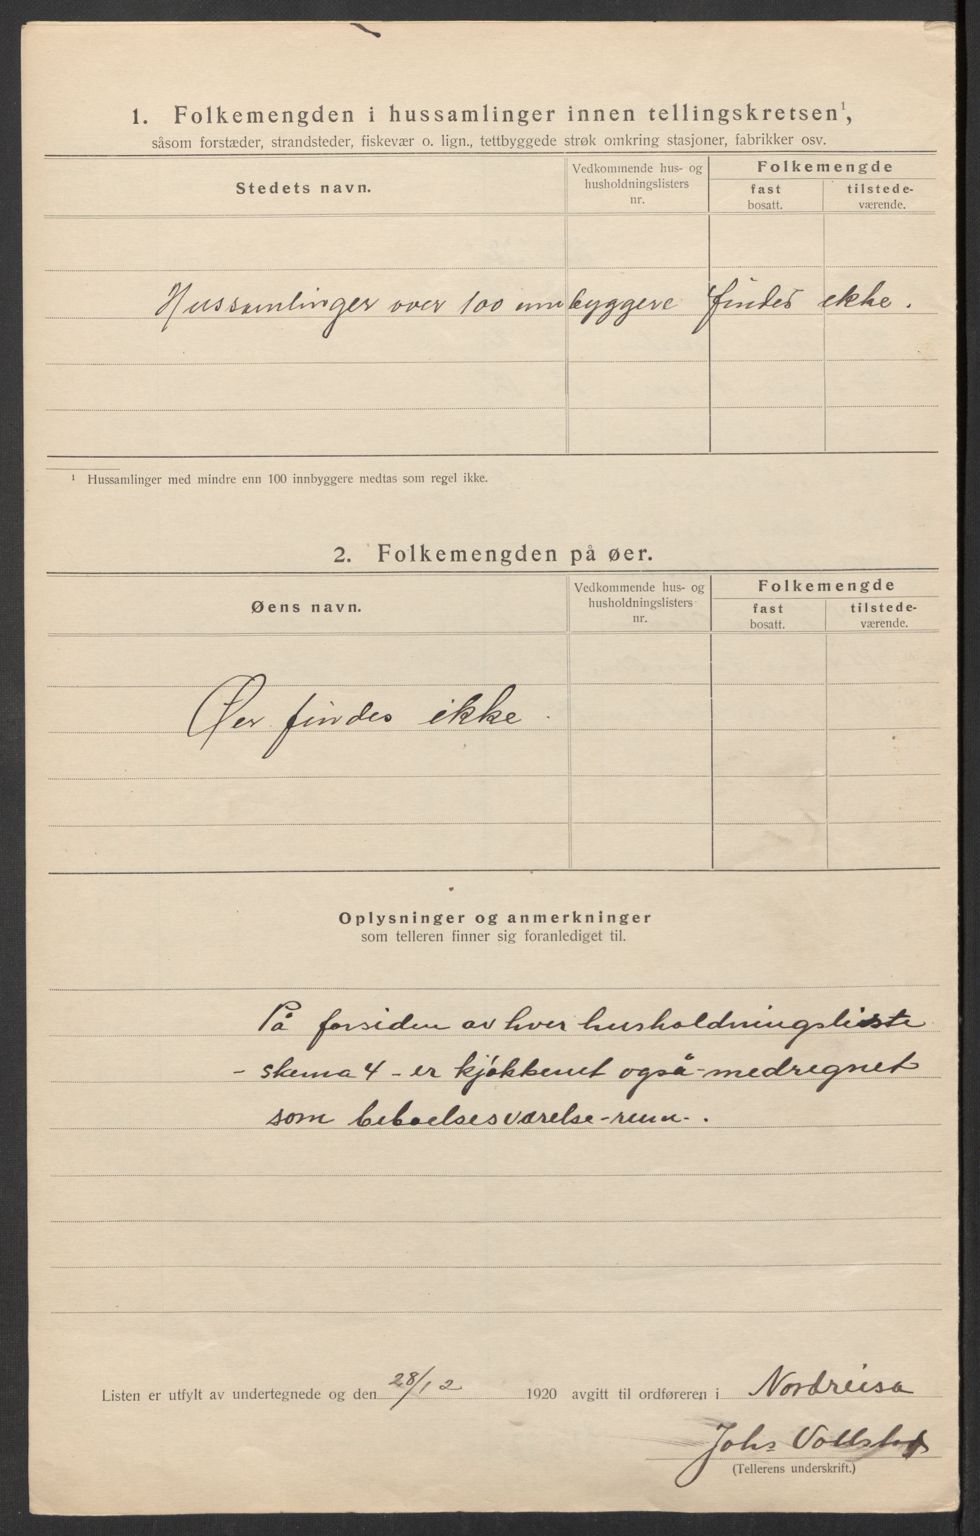 1. Folkemengden i hussamlinger innen tellingskretsen¹,
såsom forstæder, strandsteder, fiskevær o. lign., tettbyggede strøk omkring stasjoner, fabrikker osv.
Stedets navn.
Vedkommende hus- og
husholdningslisters
nr.
Folkemengde
fast
bosatt.
tilstede-
værende.
Hussamlinger over 100 innbyggere findes ikke.
¹ Hussamlinger med mindre enn 100 innbyggere medtas som regel ikke.
2. Folkemengden på øer.
Øens navn.
Vedkommende hus- og
husholdningslisters
nr.
Folkemengde
fast
bosatt.
tilstede-
værende.
Øer findes ikke.
Oplysninger og anmerkninger
som telleren finner sig foranlediget til.
På forsiden av hver husholdningsliste
- skema 4 - er kjøkkenet også medregnet
som beboelsesværelse-rum-.
Listen er utfylt av undertegnede og den 28/12 1920 avgitt til ordføreren i Nordreisa
Johs
(Tellerens underskrift.)